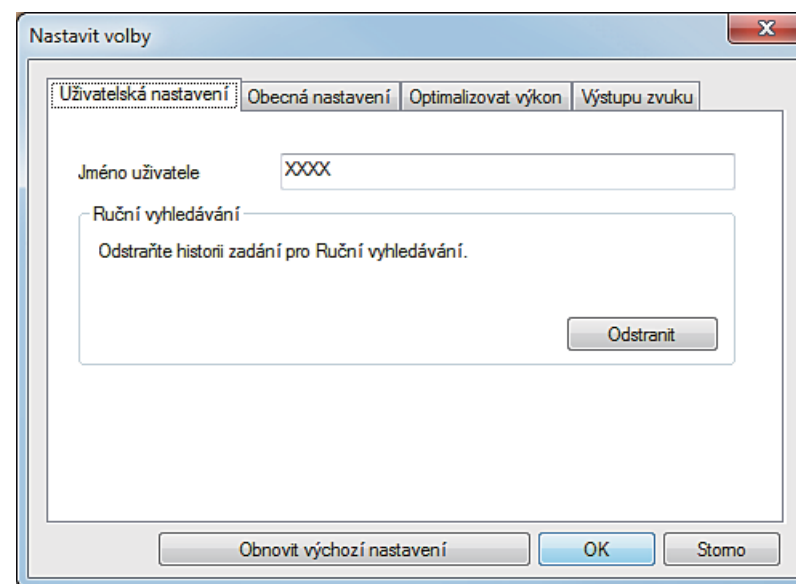 Nastavit volby
Uživatelská nastavení Obecná nastavení Optimalizovat výkon Výstupu zvuku
Jméno uživatele XXXX
Ruční vyhledávání
Odstraňte historii zadání pro Ruční vyhledávání.
Odstranit
Obnovit výchozí nastavení OK Storno